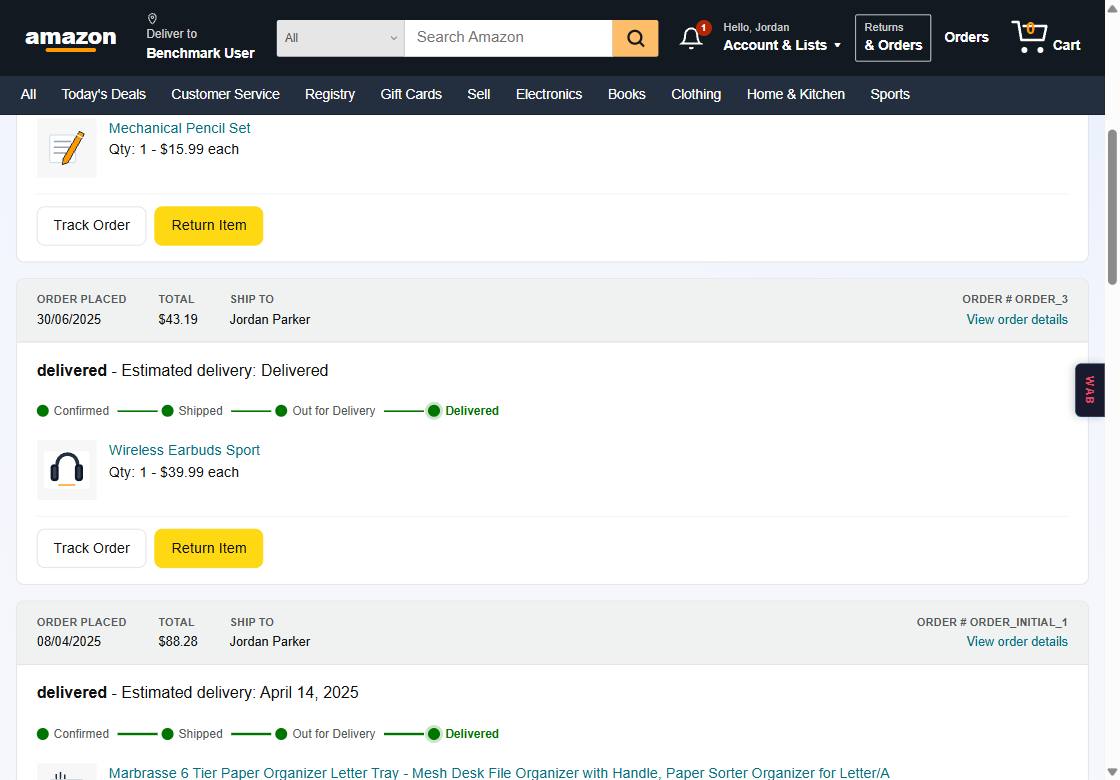 amazon
Deliver to
Benchmark User
All
Search Amazon
1
Hello, Jordan
Account & Lists
Returns
& Orders
Orders
0
Cart
All
Today's Deals
Customer Service
Registry
Gift Cards
Sell
Electronics
Books
Clothing
Home & Kitchen
Sports
Mechanical Pencil Set
Qty: 1 - $15.99 each
Track Order
Return Item
ORDER PLACED
30/06/2025
TOTAL
$43.19
SHIP TO
Jordan Parker
ORDER # ORDER_3
View order details
delivered - Estimated delivery: Delivered
Confirmed
Shipped
Out for Delivery
Delivered
Wireless Earbuds Sport
Qty: 1 - $39.99 each
Track Order
Return Item
WAB
ORDER PLACED
08/04/2025
TOTAL
$88.28
SHIP TO
Jordan Parker
ORDER # ORDER_INITIAL_1
View order details
delivered - Estimated delivery: April 14, 2025
Confirmed
Shipped
Out for Delivery
Delivered
Marbrasse 6 Tier Paper Organizer Letter Tray - Mesh Desk File Organizer with Handle, Paper Sorter Organizer for Letter/A